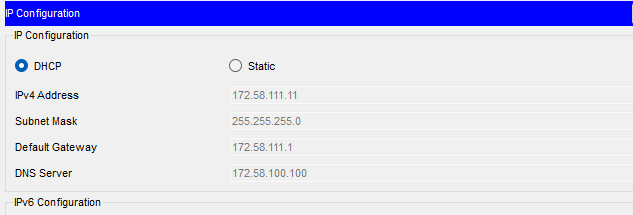 IP Configuration
IP Configuration
DHCP Static
IPv4 Address 172.58.111.11
Subnet Mask 255.255.255.0
Default Gateway 172.58.111.1
DNS Server 172.58.100.100
IPv6 Configuration